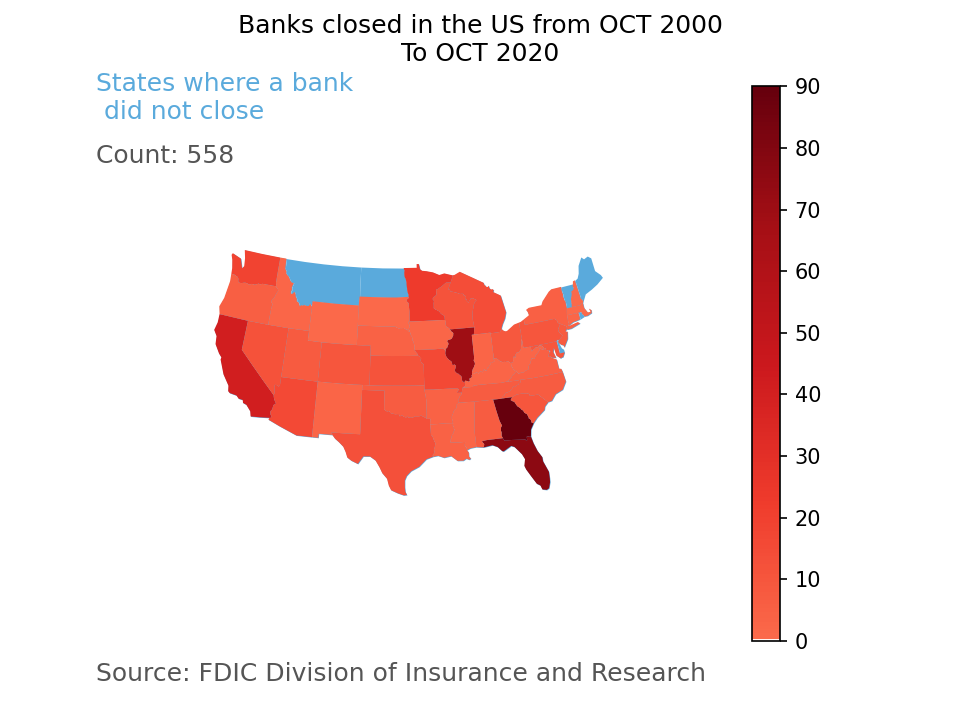 Banks closed in the US from OCT 2000
To OCT 2020
States where a bank
did not close
Count: 558
90
80
70
60
50
40
30
20
10
0
Source: FDIC Division of Insurance and Research